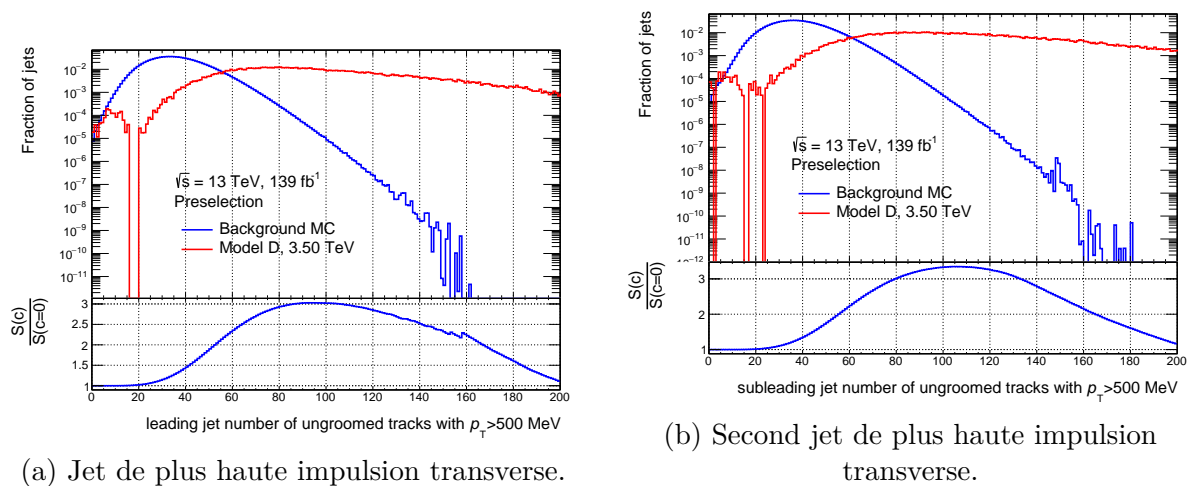 Fraction of jets
10⁻²
10⁻³
10⁻⁴
10⁻⁵
10⁻⁶
10⁻⁷
10⁻⁸
10⁻⁹
10⁻¹⁰
10⁻¹¹
√s = 13 TeV, 139 fb⁻¹
Preselection
Background MC
Model D, 3.50 TeV
S(c)
S(c=0)
3
2.5
2
1.5
1
0 20 40 60 80 100 120 140 160 180 200
leading jet number of ungroomed tracks with p_T>500 MeV
(a) Jet de plus haute impulsion transverse.
Fraction of jets
10⁻²
10⁻³
10⁻⁴
10⁻⁵
10⁻⁶
10⁻⁷
10⁻⁸
10⁻⁹
10⁻¹⁰
10⁻¹¹
10⁻¹²
√s = 13 TeV, 139 fb⁻¹
Preselection
Background MC
Model D, 3.50 TeV
S(c)
S(c=0)
3
2
1
0 20 40 60 80 100 120 140 160 180 200
subleading jet number of ungroomed tracks with p_T>500 MeV
(b) Second jet de plus haute impulsion
transverse.